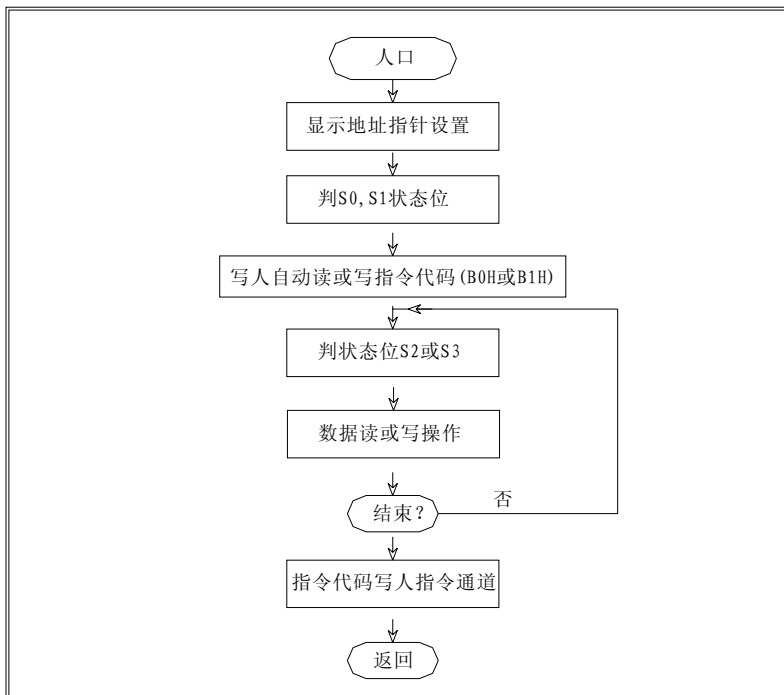 人口
显示地址指针设置
判S0,S1状态位
写人自动读或写指令代码(B0H或B1H)
判状态位S2或S3
数据读或写操作
结束?
否
指令代码写人指令通道
返回